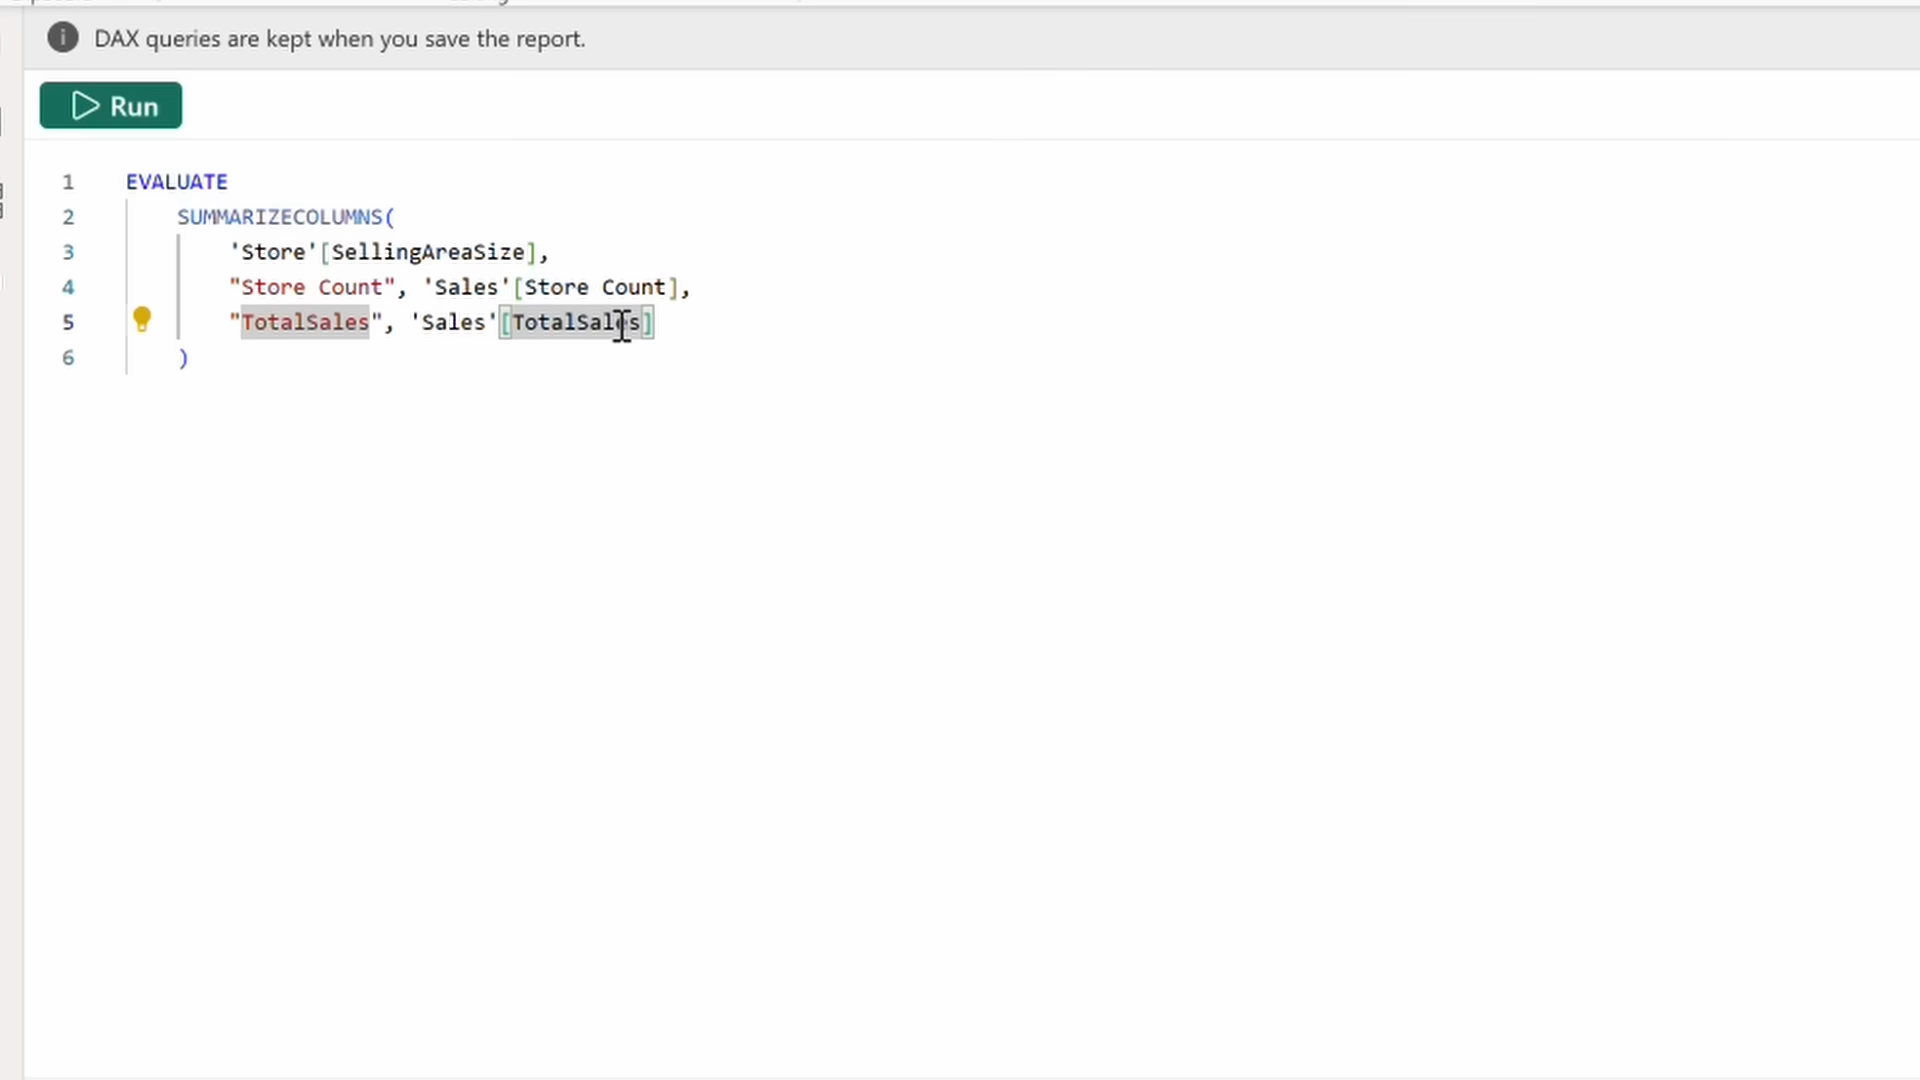 DAX queries are kept when you save the report.
Run
1 EVALUATE
2 SUMMARIZECOLUMNS(
3 'Store'[SellingAreaSize],
4 "Store Count", 'Sales'[Store Count],
5 "TotalSales", 'Sales'[TotalSales]
6 )